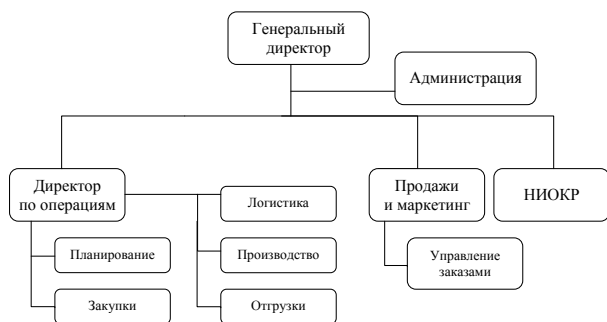 Генеральный
директор
Администрация
Директор
по операциям
Логистика
Продажи
и маркетинг
НИОКР
Планирование
Производство
Управление
заказами
Закупки
Отгрузки